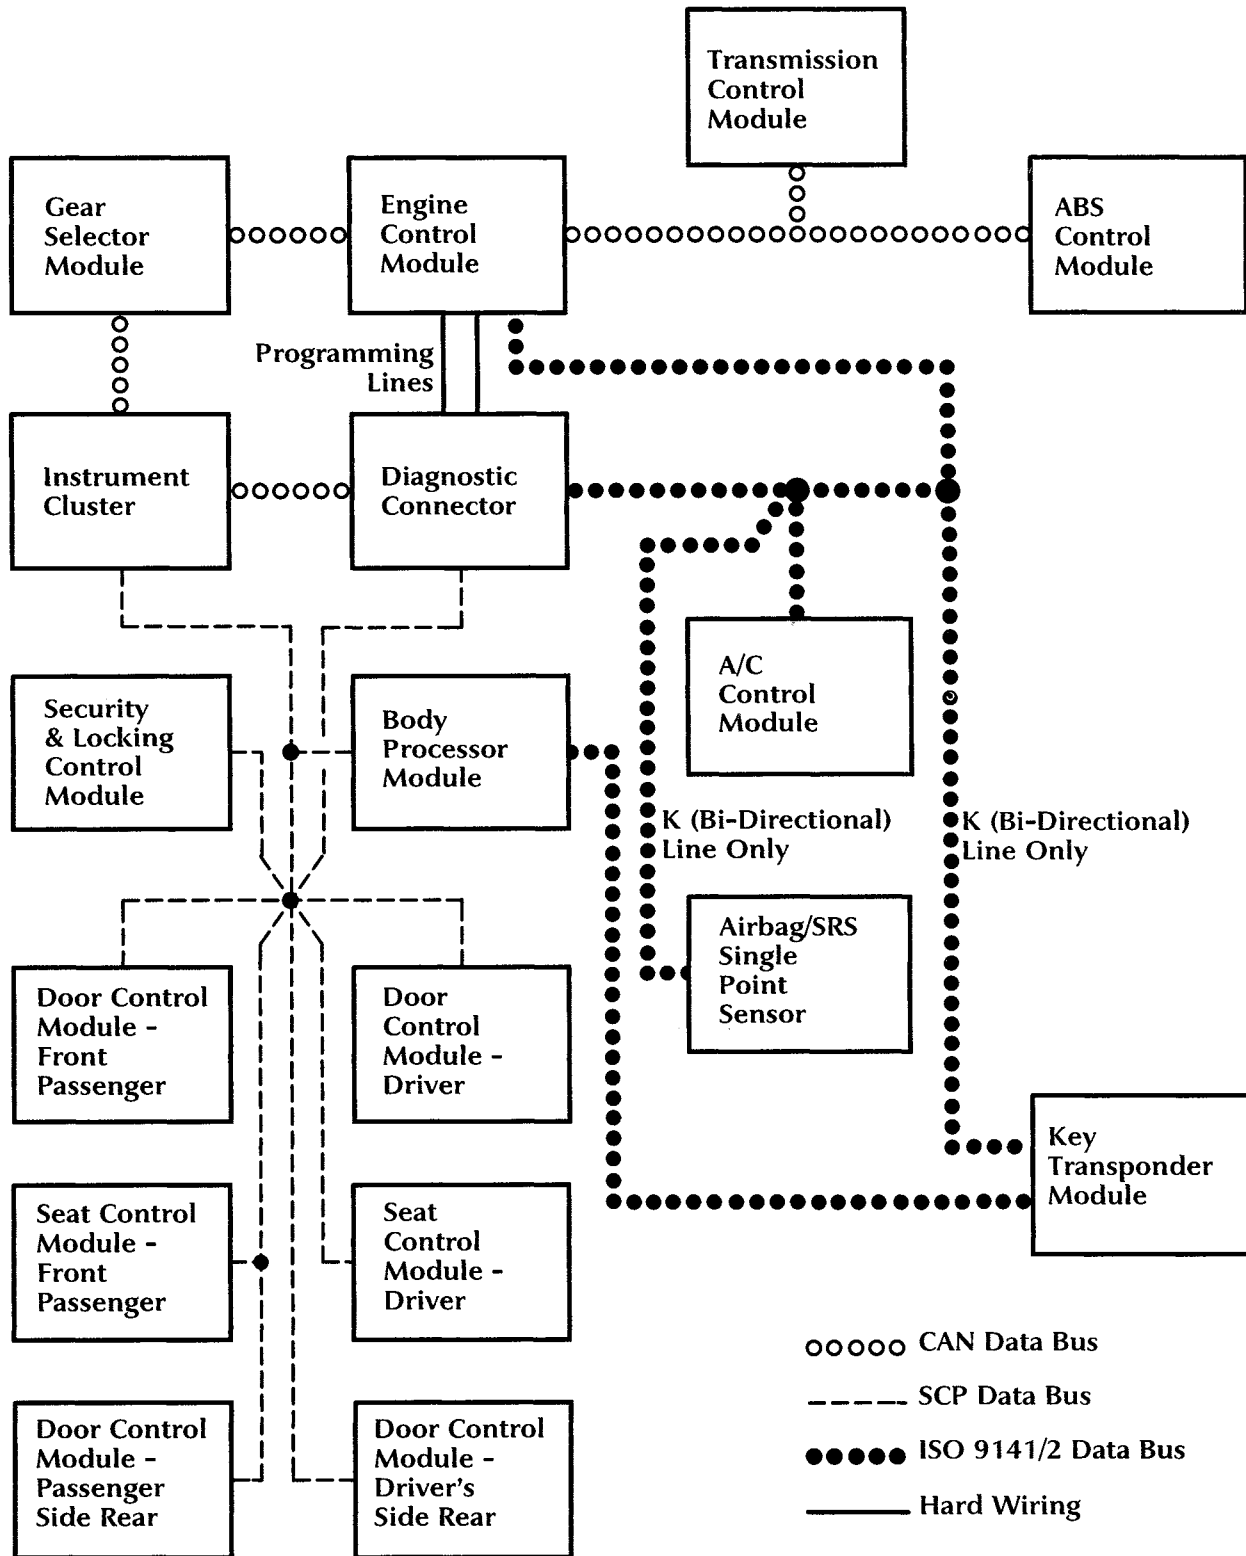 Transmission
Control
Module
Gear
Selector
Module
Engine
Control
Module
ABS
Control
Module
Programming
Lines
Instrument
Cluster
Diagnostic
Connector
Security
& Locking
Control
Module
Body
Processor
Module
A/C
Control
Module
K (Bi-Directional)
Line Only
K (Bi-Directional)
Line Only
Airbag/SRS
Single
Point
Sensor
Door Control
Module -
Front
Passenger
Door
Control
Module -
Driver
Key
Transponder
Module
Seat Control
Module -
Front
Passenger
Seat
Control
Module -
Driver
Door Control
Module -
Passenger
Side Rear
Door Control
Module -
Driver's
Side Rear
CAN Data Bus
SCP Data Bus
ISO 9141/2 Data Bus
Hard Wiring